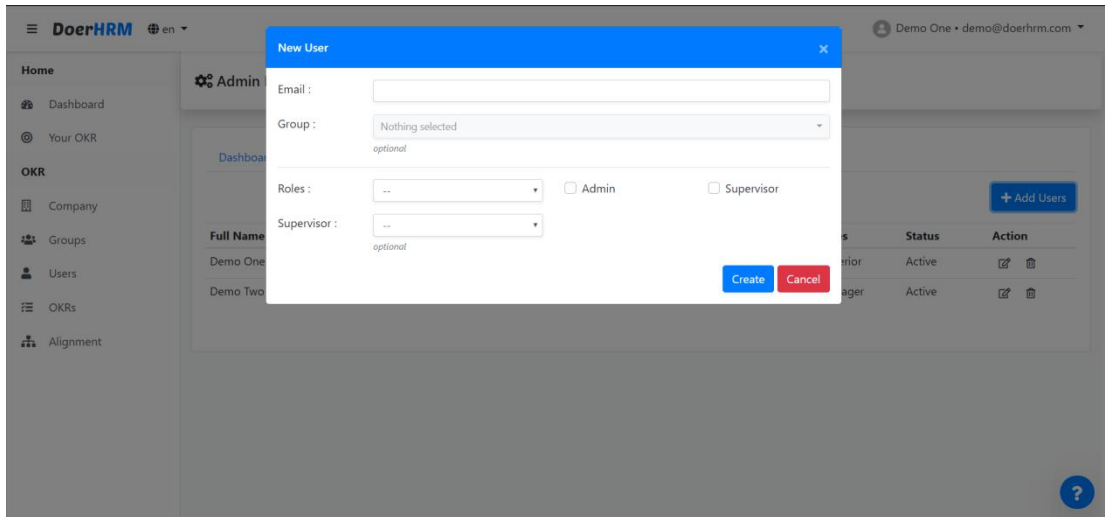 DoerHRM en
Demo One • demo@doerhrm.com
Home
Dashboard
Your OKR
OKR
Company
Groups
Users
OKRs
Alignment
Admin
Dashboa
+ Add Users
Full Name Status Action
Demo One Active
Demo Two Active
New User ×
Email :
Group : Nothing selected
optional
Roles : -- Admin Supervisor
Supervisor : --
optional
Create Cancel
?